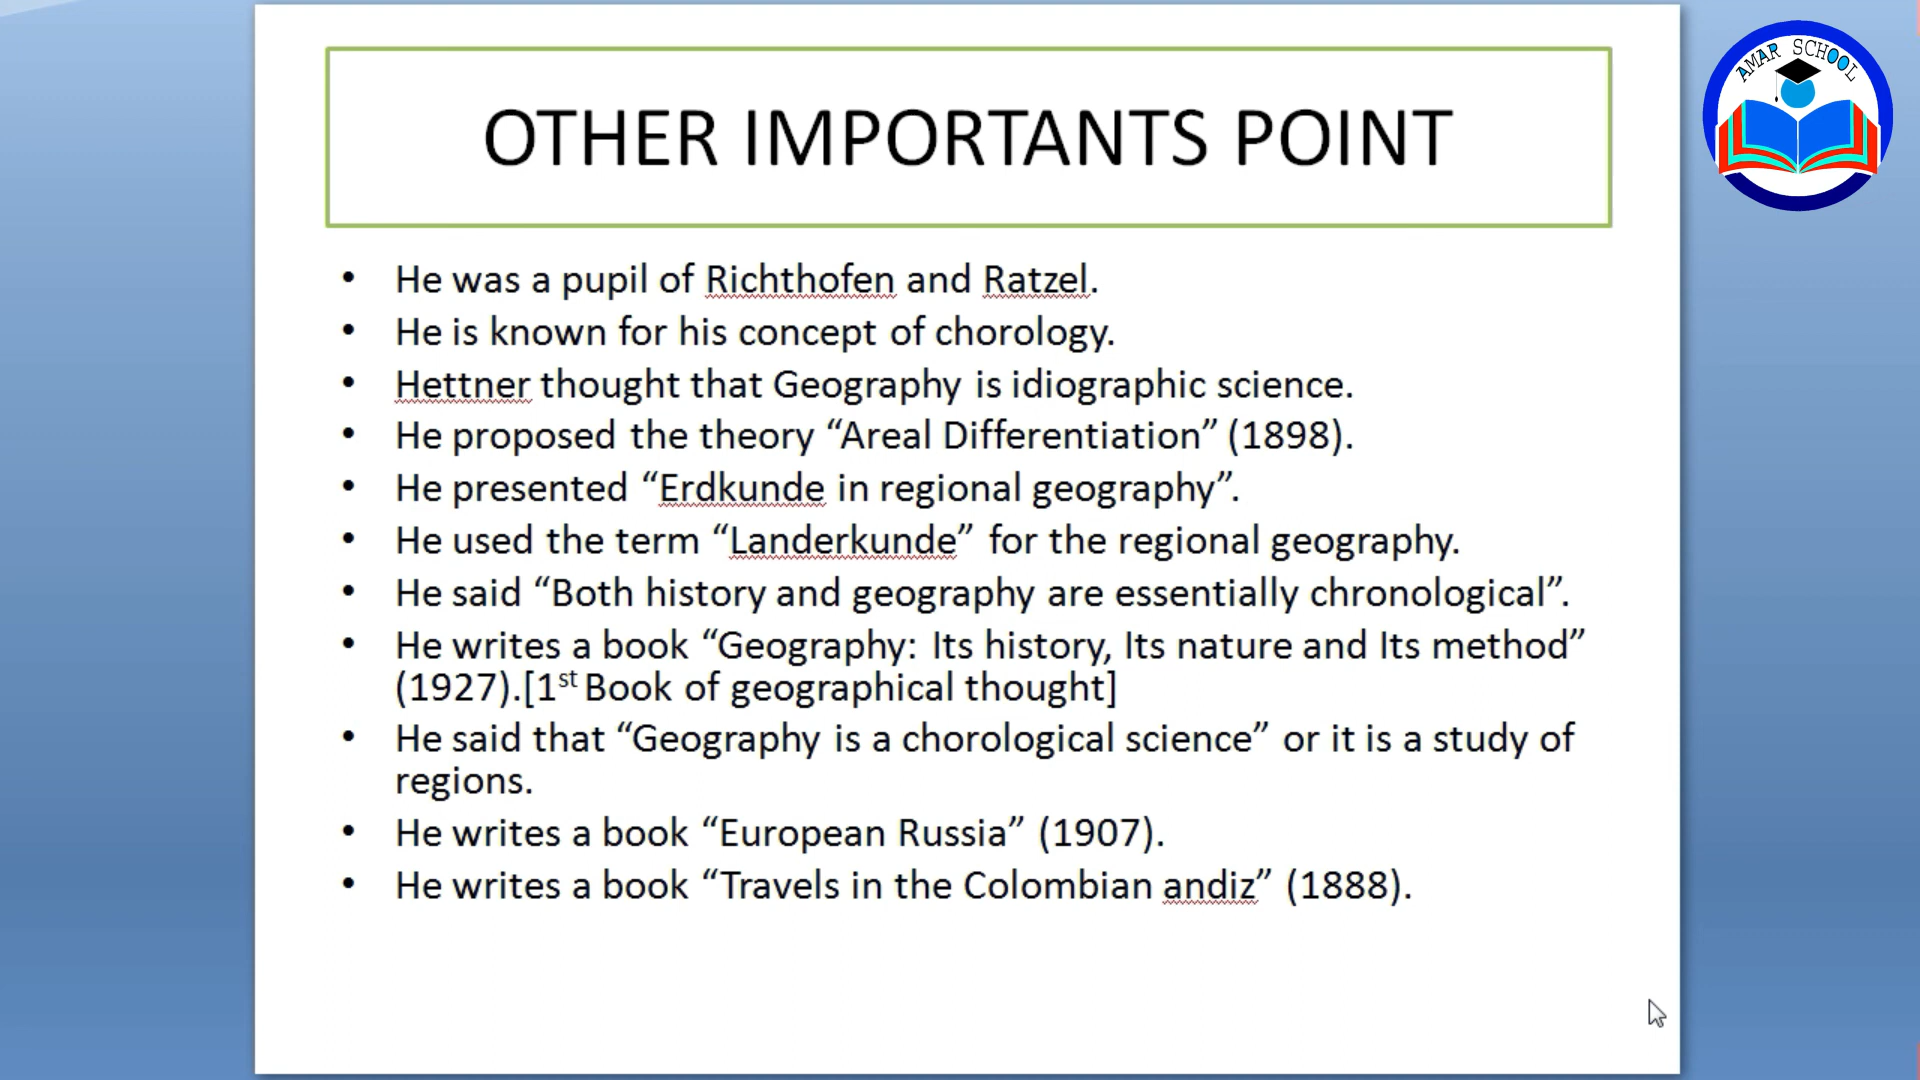 AMAR SCHOOL
OTHER IMPORTANTS POINT
• He was a pupil of Richthofen and Ratzel.
• He is known for his concept of chorology.
• Hettner thought that Geography is idiographic science.
• He proposed the theory “Areal Differentiation” (1898).
• He presented “Erdkunde in regional geography”.
• He used the term “Landerkunde” for the regional geography.
• He said “Both history and geography are essentially chronological”.
• He writes a book “Geography: Its history, Its nature and Its method”
(1927).[1st Book of geographical thought]
• He said that “Geography is a chorological science” or it is a study of
regions.
• He writes a book “European Russia” (1907).
• He writes a book “Travels in the Colombian andiz” (1888).